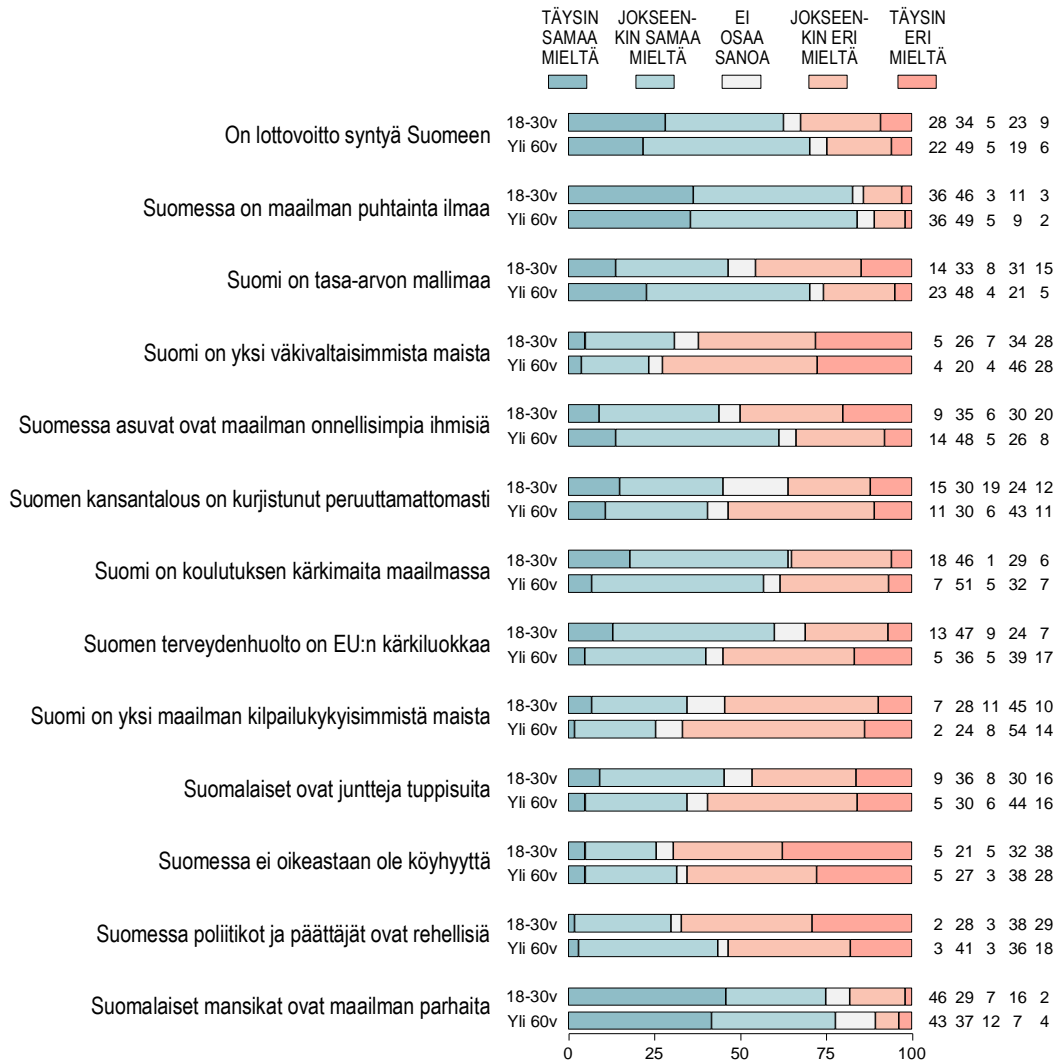 TÄYSIN JOKSEEN- EI JOKSEEN- TÄYSIN
SAMAA KIN SAMAA OSAA KIN ERI ERI
MIELTÄ MIELTÄ SANOA MIELTÄ MIELTÄ
On lottovoitto syntyä Suomeen
18-30v 28 34 5 23 9
Yli 60v 22 49 5 19 6
Suomessa on maailman puhtainta ilmaa
18-30v 36 46 3 11 3
Yli 60v 36 49 5 9 2
Suomi on tasa-arvon mallimaa
18-30v 14 33 8 31 15
Yli 60v 23 48 4 21 5
Suomi on yksi väkivaltaisimmista maista
18-30v 5 26 7 34 28
Yli 60v 4 20 4 46 28
Suomessa asuvat ovat maailman onnellisimpia ihmisiä
18-30v 9 35 6 30 20
Yli 60v 14 48 5 26 8
Suomen kansantalous on kurjistunut peruuttamattomasti
18-30v 15 30 19 24 12
Yli 60v 11 30 6 43 11
Suomi on koulutuksen kärkimaita maailmassa
18-30v 18 46 1 29 6
Yli 60v 7 51 5 32 7
Suomen terveydenhuolto on EU:n kärkiluokkaa
18-30v 13 47 9 24 7
Yli 60v 5 36 5 39 17
Suomi on yksi maailman kilpailukykyisimmistä maista
18-30v 7 28 11 45 10
Yli 60v 2 24 8 54 14
Suomalaiset ovat juntteja tuppisuita
18-30v 9 36 8 30 16
Yli 60v 5 30 6 44 16
Suomessa ei oikeastaan ole köyhyyttä
18-30v 5 21 5 32 38
Yli 60v 5 27 3 38 28
Suomessa poliitikot ja päättäjät ovat rehellisiä
18-30v 2 28 3 38 29
Yli 60v 3 41 3 36 18
Suomalaiset mansikat ovat maailman parhaita
18-30v 46 29 7 16 2
Yli 60v 43 37 12 7 4
0 25 50 75 100